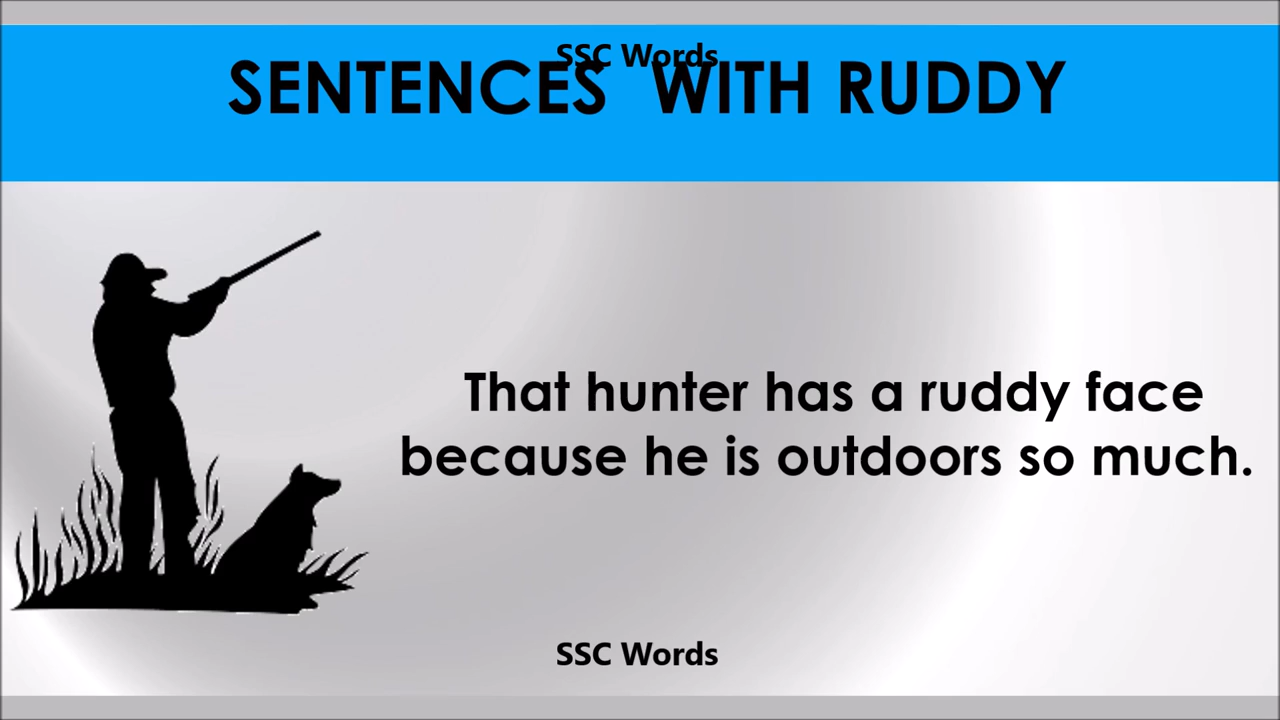 SSC Words
SENTENCES WITH RUDDY
That hunter has a ruddy face
because he is outdoors so much.
SSC Words